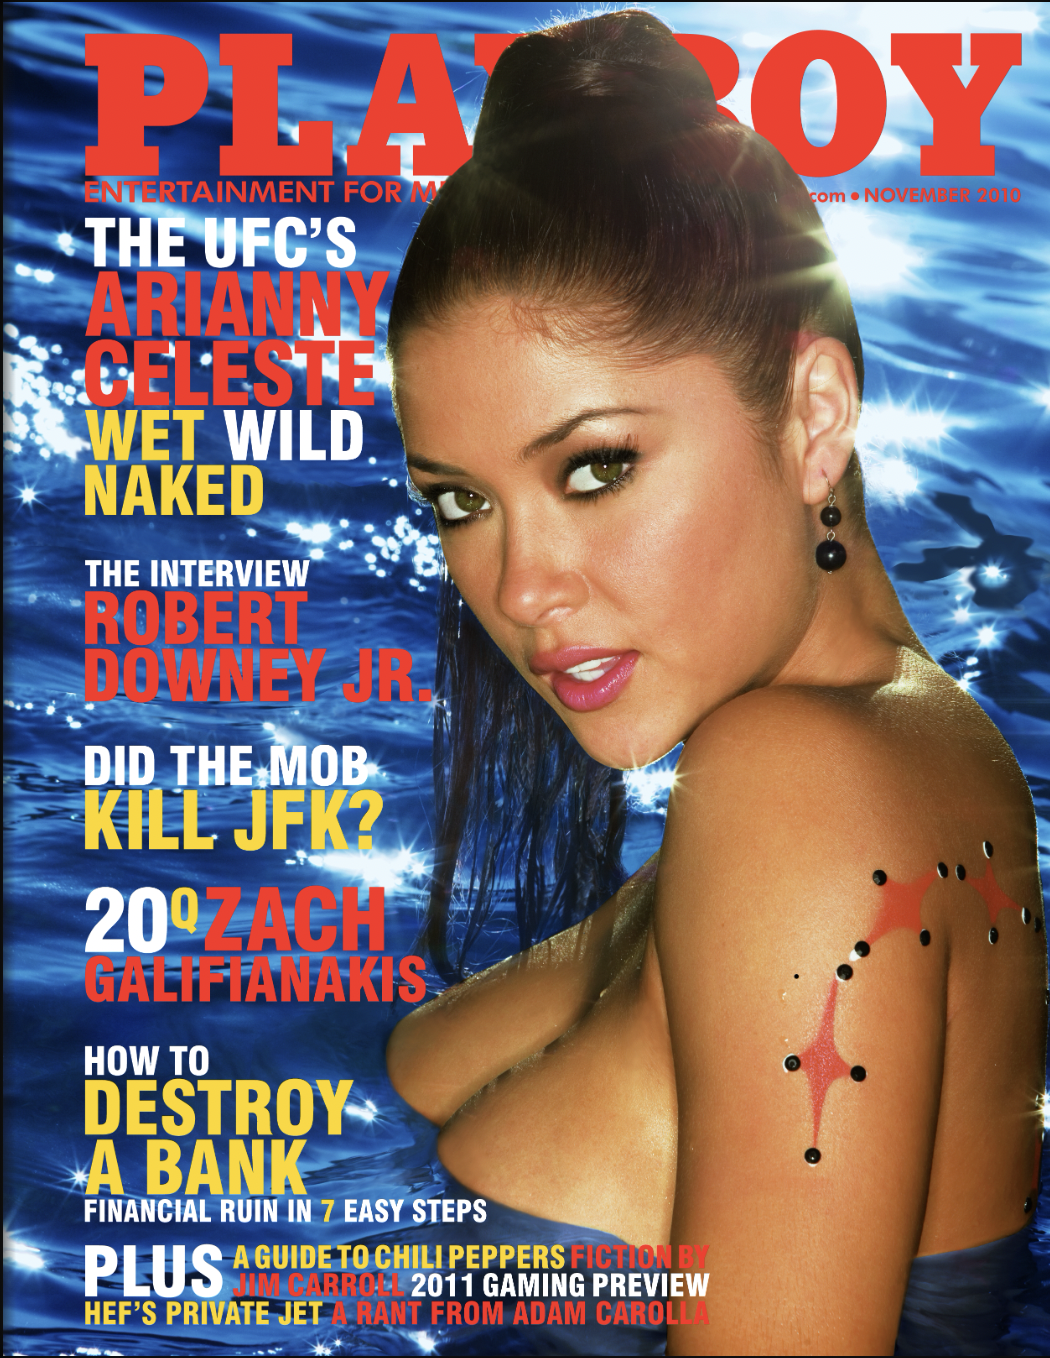 PLAYBOY
ENTERTAINMENT FOR
.com • NOVEMBER 2010
THE UFC'S
ARIANNY
CELESTE
WET WILD
NAKED
THE INTERVIEW
ROBERT
DOWNEY JR.
DID THE MOB
KILL JFK?
20Q ZACH
GALIFIANAKIS
HOW TO
DESTROY
A BANK
FINANCIAL RUIN IN 7 EASY STEPS
PLUS A GUIDE TO CHILI PEPPERS FICTION BY
JIM CARROLL 2011 GAMING PREVIEW
HEF'S PRIVATE JET A RANT FROM ADAM CAROLLA